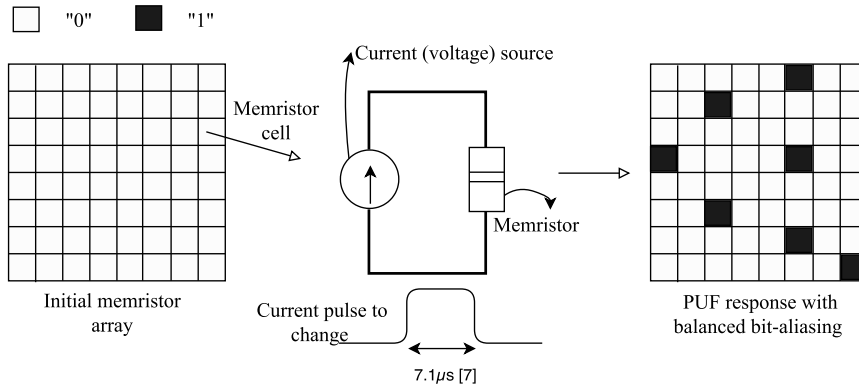 "0" "1"
Current (voltage) source
Memristor
cell
Memristor
Initial memristor
array
Current pulse to
change
7.1μs [7]
PUF response with
balanced bit-aliasing